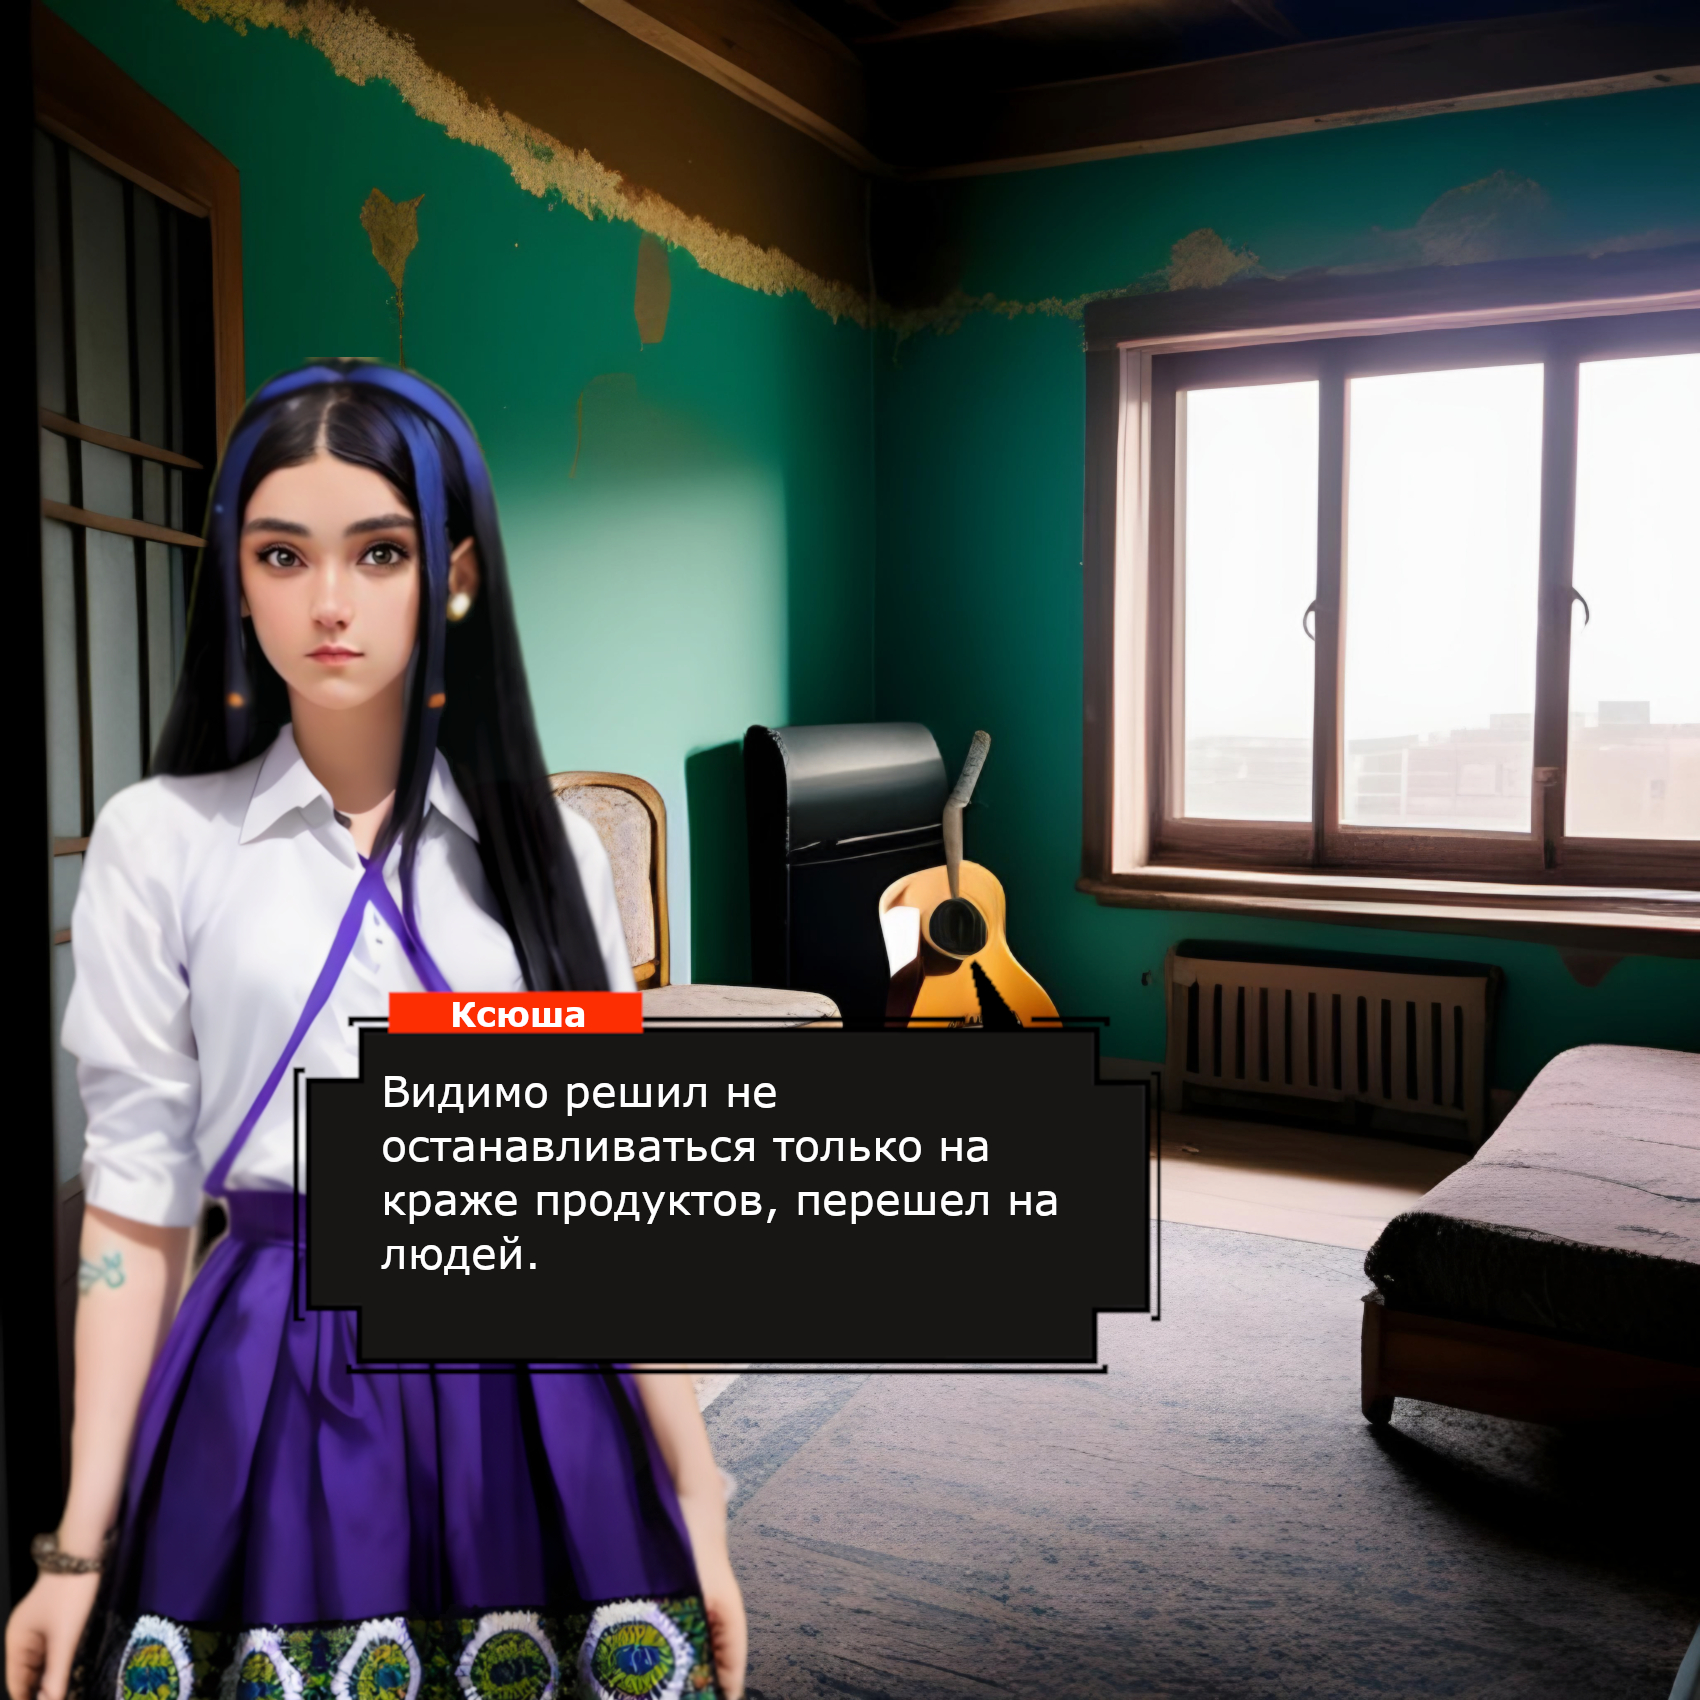 Ксюша
Видимо решил не
останавливаться только на
краже продуктов, перешел на
людей.